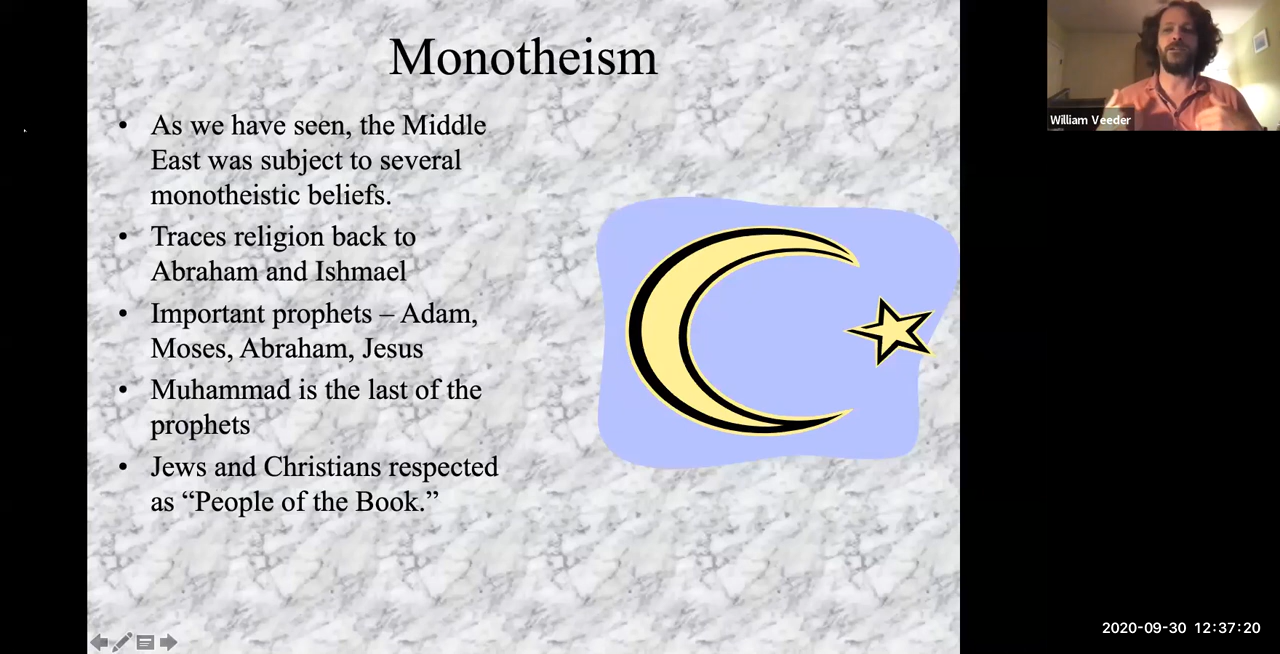 Monotheism
• As we have seen, the Middle
East was subject to several
monotheistic beliefs.
• Traces religion back to
Abraham and Ishmael
• Important prophets – Adam,
Moses, Abraham, Jesus
• Muhammad is the last of the
prophets
• Jews and Christians respected
as “People of the Book.”
William Veeder
2020-09-30 12:37:20